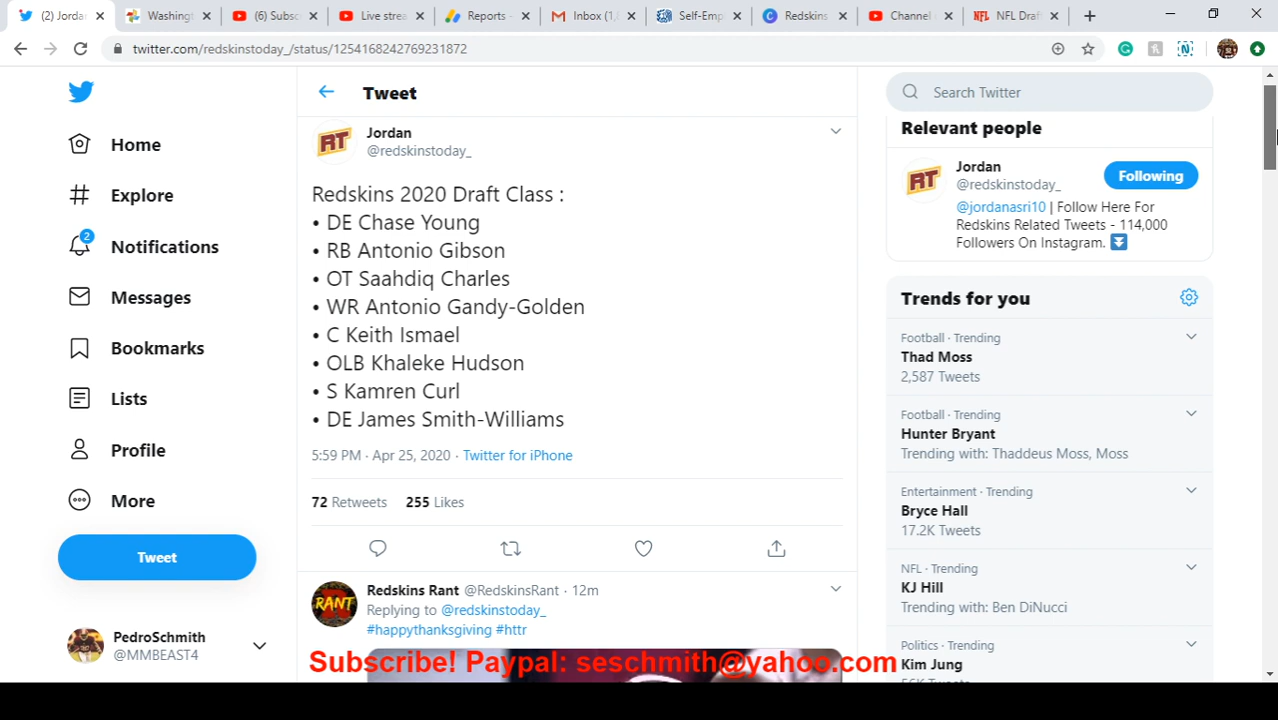 (2) Jordan
Washingt
(6) Subsc
Live strea
Reports -
Inbox (1,
Self-Emp
Redskins
Channel c
NFL Draf
twitter.com/redskinstoday_/status/1254168242769231872
Home
Explore
2
Notifications
Messages
Bookmarks
Lists
Profile
More
Tweet
PedroSchmith
@MMBEAST4
Tweet
RT
Jordan
@redskinstoday_
Redskins 2020 Draft Class :
• DE Chase Young
• RB Antonio Gibson
• OT Saahdiq Charles
• WR Antonio Gandy-Golden
• C Keith Ismael
• OLB Khaleke Hudson
• S Kamren Curl
• DE James Smith-Williams
5:59 PM · Apr 25, 2020 · Twitter for iPhone
72 Retweets 255 Likes
RANT
Redskins Rant @RedskinsRant · 12m
Replying to @redskinstoday_
#happythanksgiving #httr
Subscribe! Paypal: seschmith@yahoo.com
Search Twitter
Relevant people
RT
Jordan
@redskinstoday_
Following
@jordanasri10 | Follow Here For
Redskins Related Tweets - 114,000
Followers On Instagram.
Trends for you
Football · Trending
Thad Moss
2,587 Tweets
Football · Trending
Hunter Bryant
Trending with: Thaddeus Moss, Moss
Entertainment · Trending
Bryce Hall
17.2K Tweets
NFL · Trending
KJ Hill
Trending with: Ben DiNucci
Politics · Trending
Kim Jung
56K Tweets